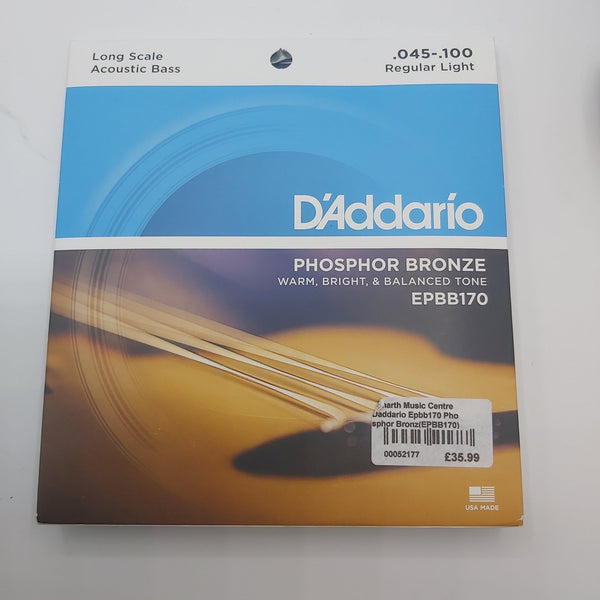 Long Scale
Acoustic Bass
.045-.100
Regular Light
D'Addario
PHOSPHOR BRONZE
WARM, BRIGHT, & BALANCED TONE
EPBB170
Music Centre
Daddario Epbb170 Pho
sphor Bronz(EPBB170)
00052177
£35.99
USA MADE